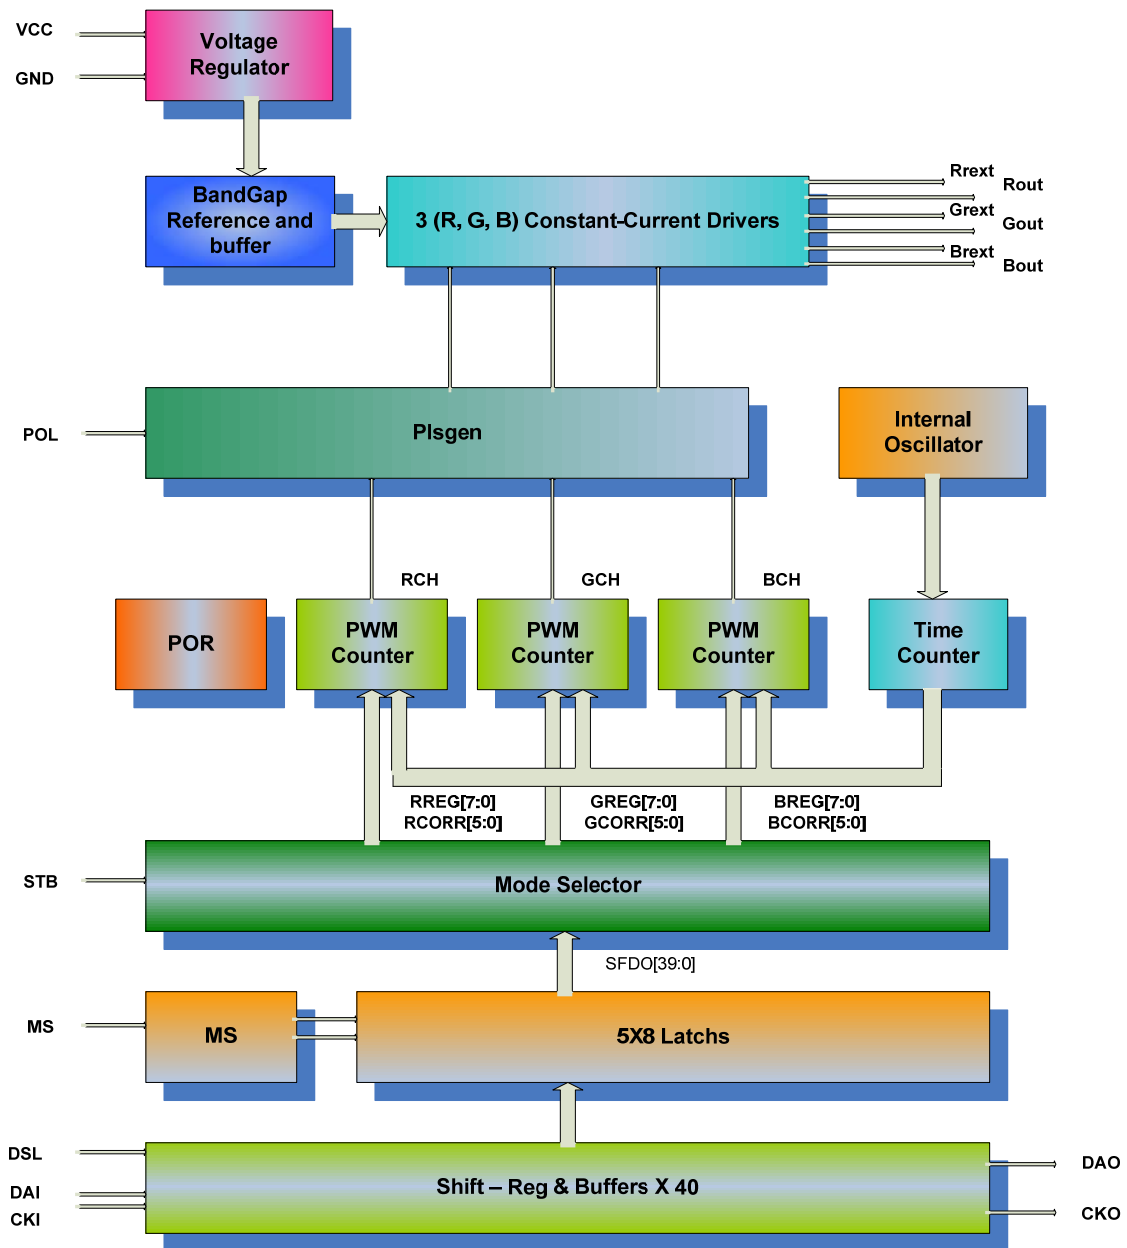 VCC
GND
Voltage
Regulator
BandGap
Reference and
buffer
3 (R, G, B) Constant-Current Drivers
Rrext
Rout
Grext
Gout
Brext
Bout
POL
Plsgen
Internal
Oscillator
RCH
GCH
BCH
POR
PWM
Counter
PWM
Counter
PWM
Counter
Time
Counter
RREG[7:0]
RCORR[5:0]
GREG[7:0]
GCORR[5:0]
BREG[7:0]
BCORR[5:0]
STB
Mode Selector
SFDO[39:0]
MS
MS
5X8 Latchs
DSL
DAI
CKI
Shift – Reg & Buffers X 40
DAO
CKO